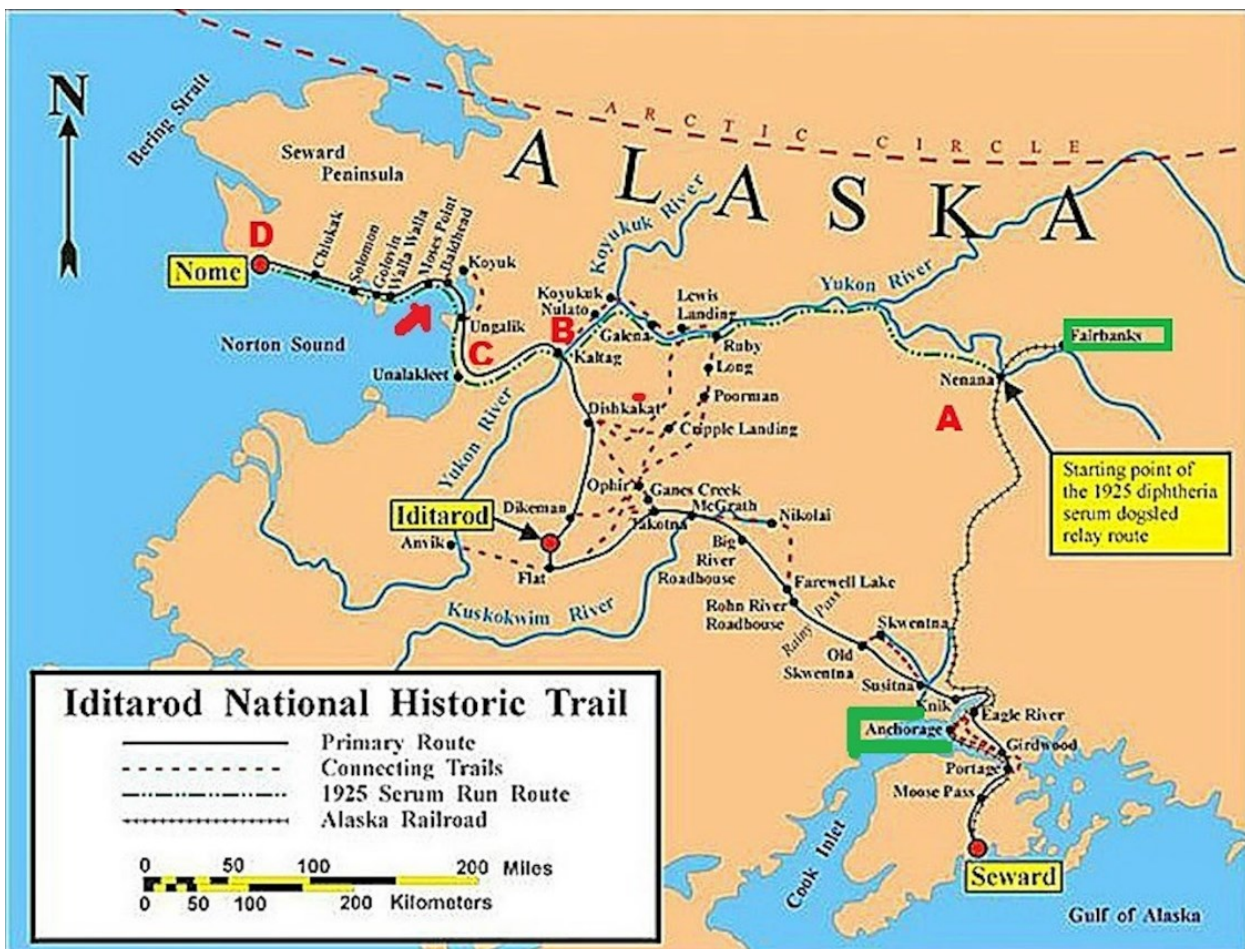 ARCTIC CIRCLE
N
Bering Strait
Seward
Peninsula
ALASKA
Koyukuk River
D
Nome
Chiukak
Solomon
Golovin
Walla Walla
Moses Point
Baldhead
Koyuk
Koyukuk
Nulato
Lewis
Landing
Yukon River
B
Galena
Ruby
Fairbanks
Norton Sound
Ungalik
C
Kaltag
Unalakleet
Long
Nenana
Poorman
A
Dishkakat
Cripple Landing
Yukon River
Starting point of
the 1925 diphtheria
serum dogsled
relay route
Ophir
Ganes Creek
Dikeman
McGrath
Iditarod
Takotna
Nikolai
Anvik
Big
River
Roadhouse
Flat
Farewell Lake
Kuskokwim River
Rohn River
Roadhouse
Rainy Pass
Skwentna
Old
Skwentna
Susitna
Knik
Eagle River
Anchorage
Girdwood
Portage
Moose Pass
Cook Inlet
Seward
Gulf of Alaska
Iditarod National Historic Trail
Primary Route
Connecting Trails
1925 Serum Run Route
Alaska Railroad
0 50 100 200 Miles
0 50 100 200 Kilometers